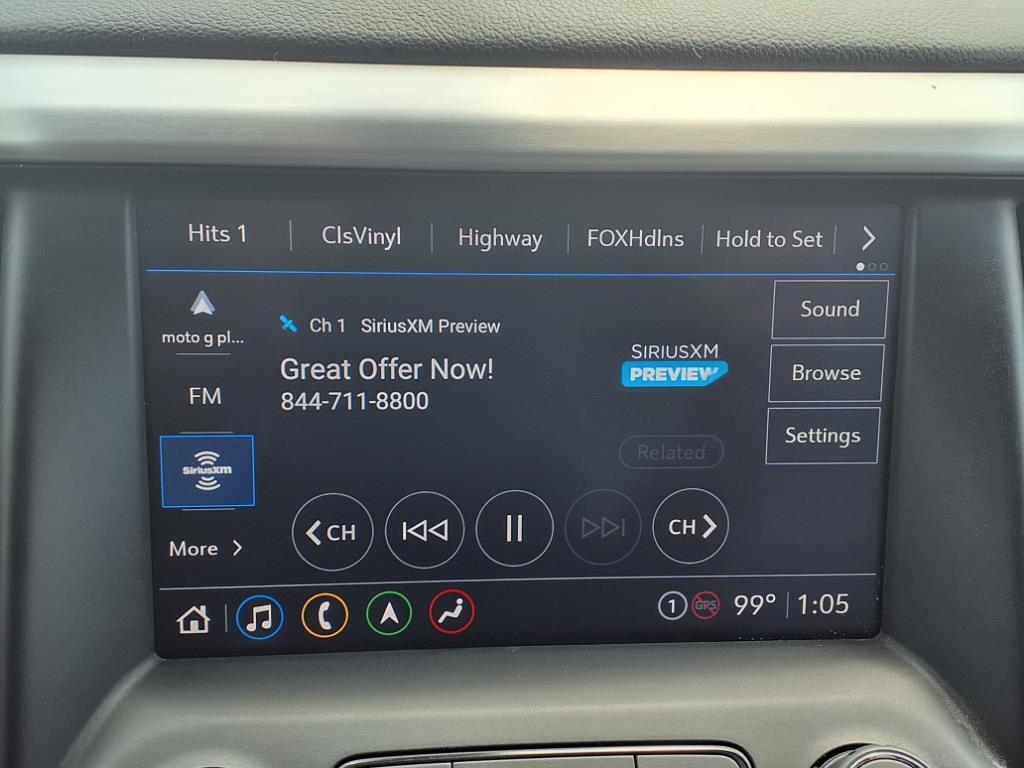 Hits 1
ClsVinyl
Highway
FOXHdlns
Hold to Set
moto g pl...
FM
SiriusXM
More
Ch 1 SiriusXM Preview
Great Offer Now!
844-711-8800
SIRIUSXM
PREVIEW
Related
Sound
Browse
Settings
CH
CH
1
GPS
99°
1:05